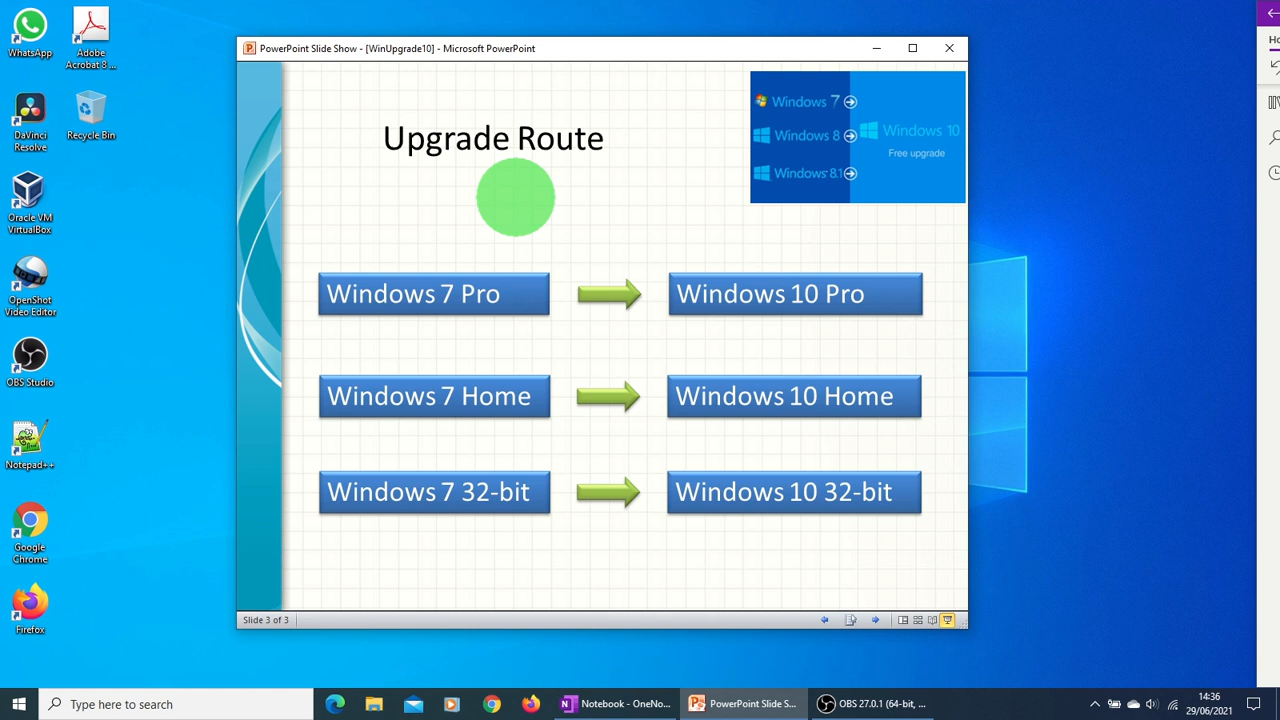 WhatsApp
Adobe
Acrobat 8 ...
DaVinci
Resolve
Recycle Bin
Oracle VM
VirtualBox
OpenShot
Video Editor
OBS Studio
Notepad++
Google
Chrome
Firefox
PowerPoint Slide Show - [WinUpgrade10] - Microsoft PowerPoint
Upgrade Route
Windows 7
Windows 8
Windows 8.1
Windows 10
Free upgrade
Windows 7 Pro
Windows 10 Pro
Windows 7 Home
Windows 10 Home
Windows 7 32-bit
Windows 10 32-bit
Slide 3 of 3
Type here to search
Notebook - OneNo...
PowerPoint Slide S...
OBS 27.0.1 (64-bit, ...
14:36
29/06/2021